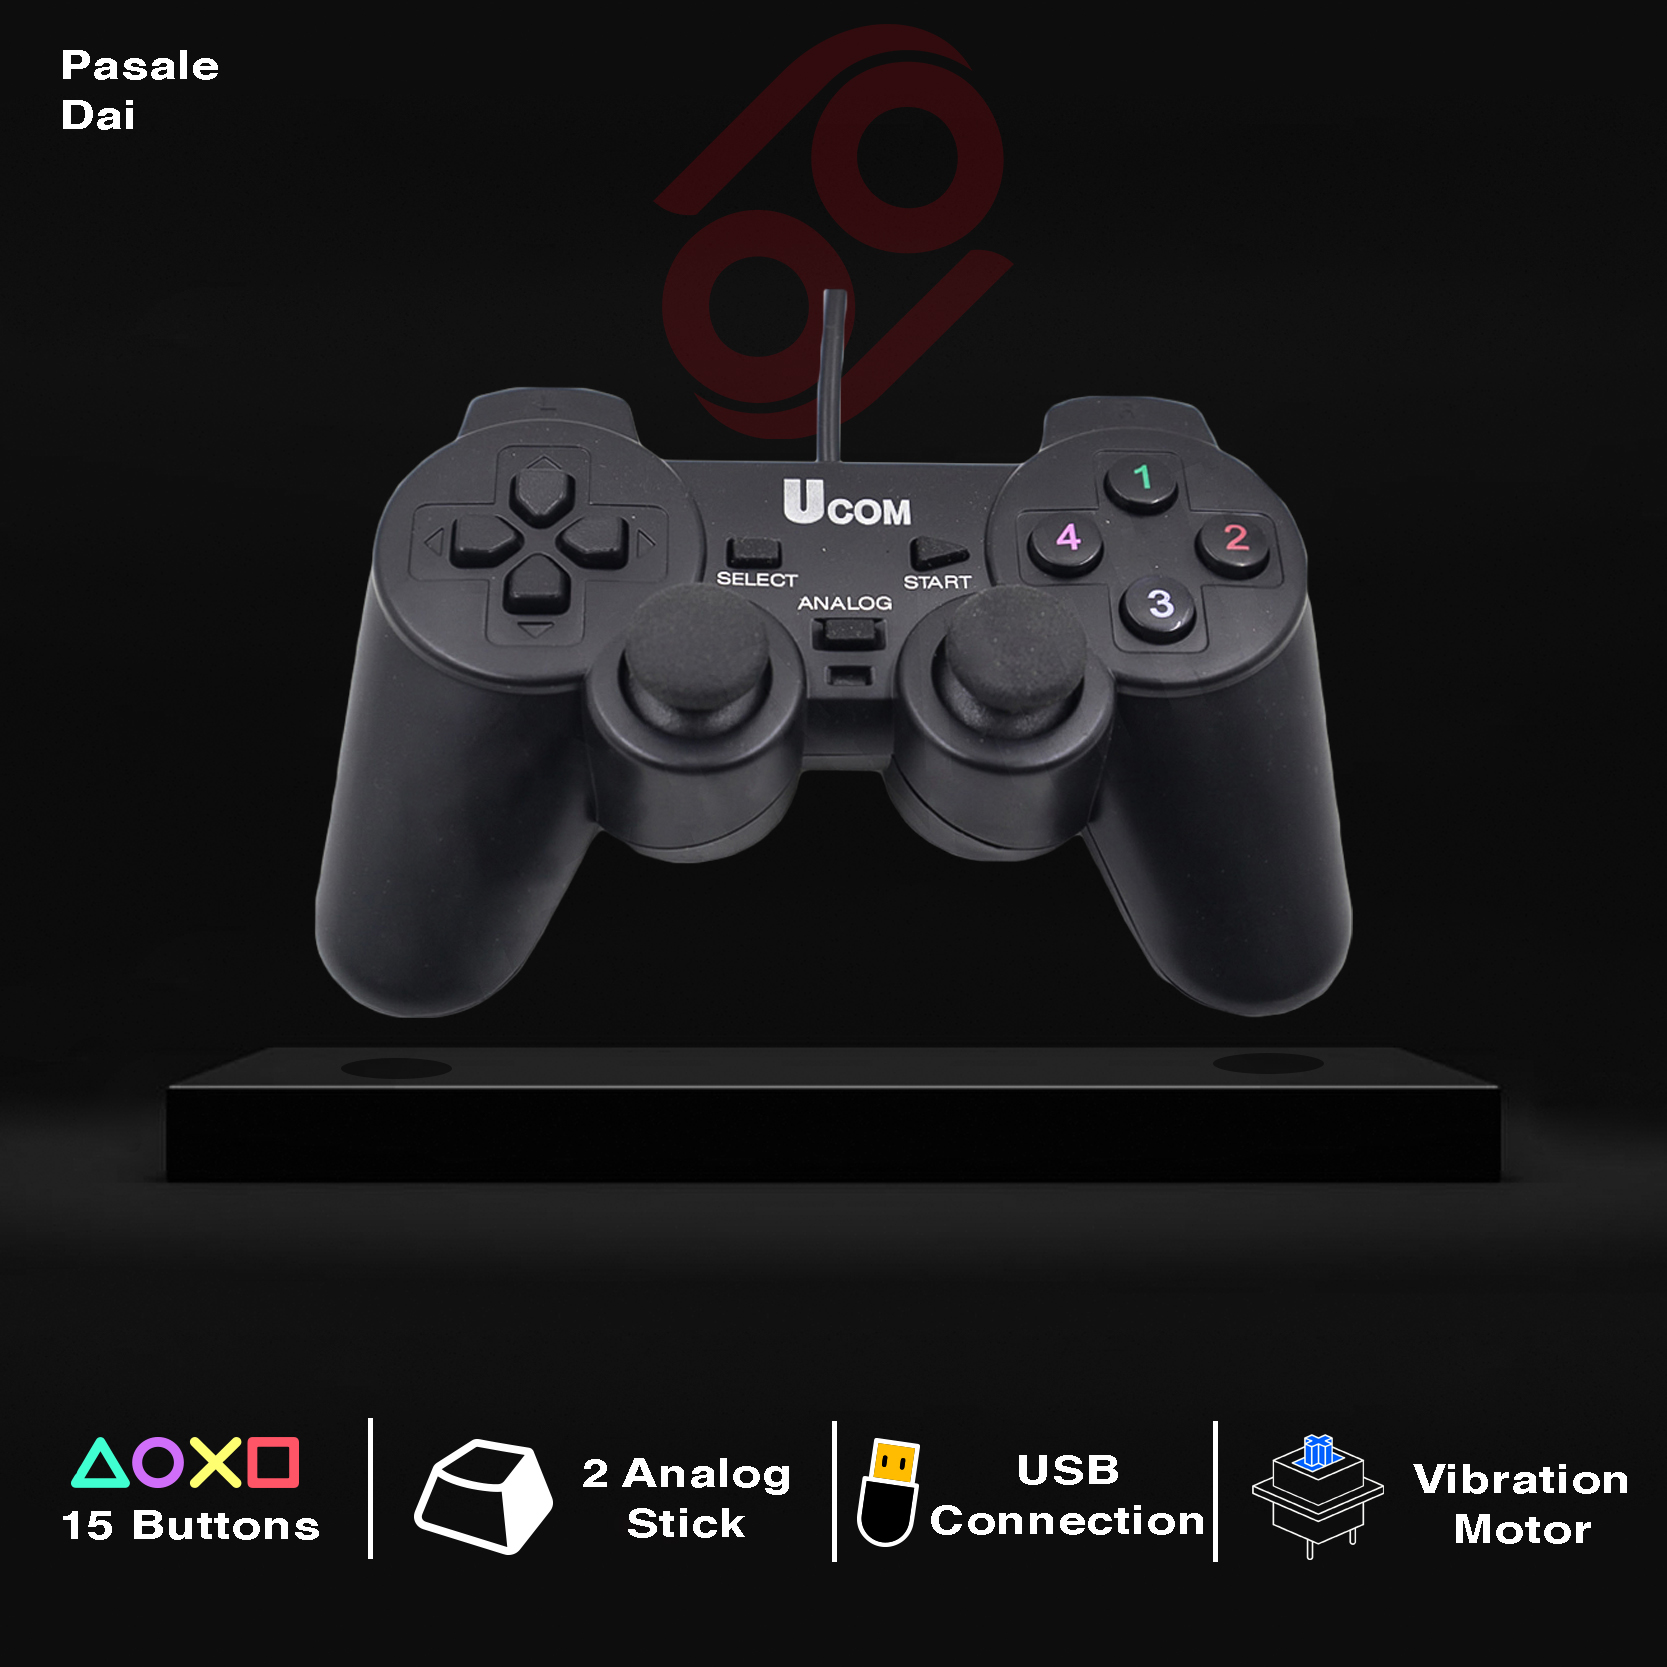 Pasale
Dai
UCOM
SELECT
START
ANALOG
1
4
2
3
15 Buttons
2 Analog
Stick
USB
Connection
Vibration
Motor